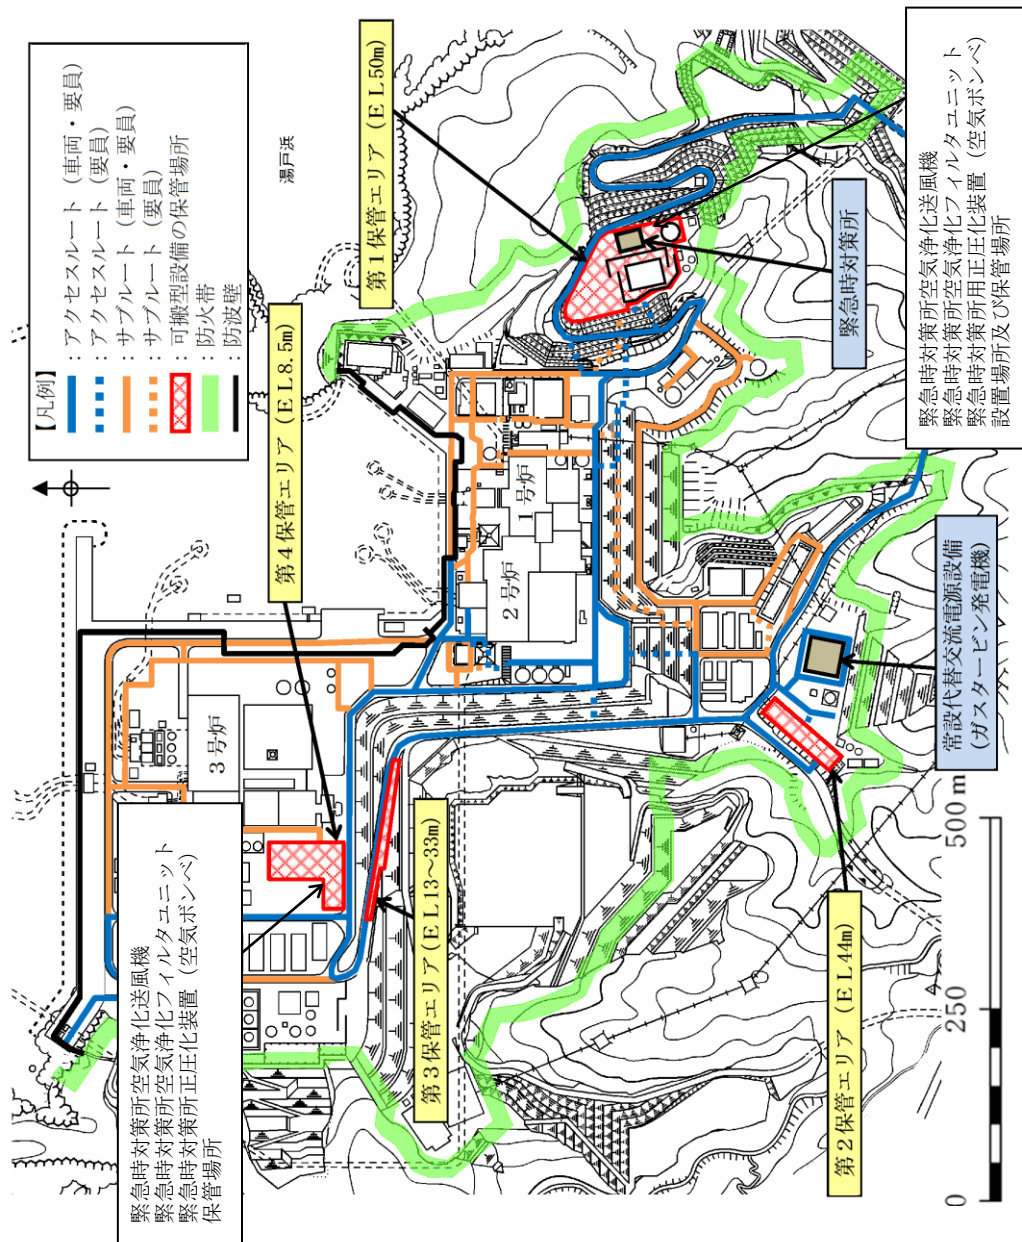 【凡例】
：アクセスルート（車両・要員）
：アクセスルート（要員）
：サブルート（車両・要員）
：サブルート（要員）
：可搬型設備の保管場所
：防火帯
：防波壁
湯戸浜
第１保管エリア（ＥＬ50m）
第４保管エリア（ＥＬ8.5m）
緊急時対策所
緊急時対策所空気浄化送風機
緊急時対策所空気浄化フィルタユニット
緊急時対策所用正圧化装置（空気ボンベ）
設置場所及び保管場所
１号炉
２号炉
３号炉
常設代替交流電源設備
（ガスタービン発電機）
緊急時対策所空気浄化送風機
緊急時対策所空気浄化フィルタユニット
緊急時対策所正圧化装置（空気ボンベ）
保管場所
第３保管エリア（ＥＬ13～33m）
第２保管エリア（ＥＬ44m）
0
250
500 m